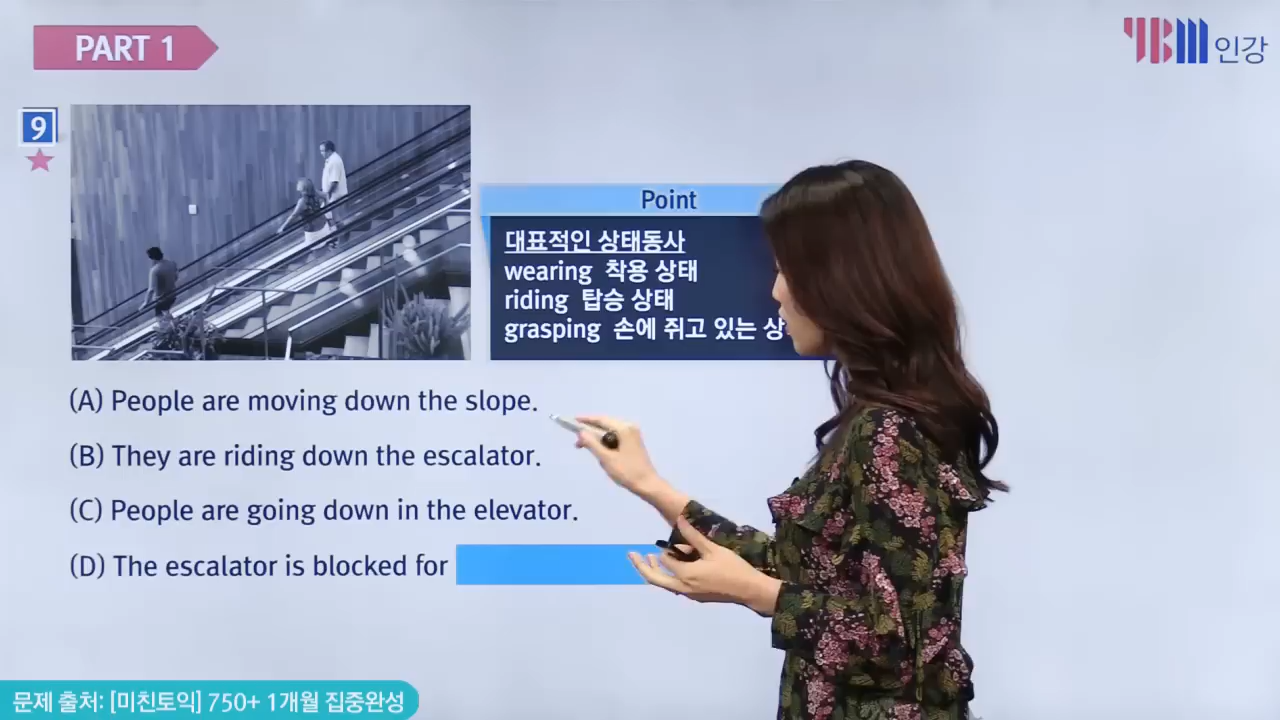 PART 1
YBM 인강
9
Point
대표적인 상태동사
wearing 착용 상태
riding 탑승 상태
grasping 손에 쥐고 있는 상
(A) People are moving down the slope.
(B) They are riding down the escalator.
(C) People are going down in the elevator.
(D) The escalator is blocked for
문제 출처: [미친토익] 750+ 1개월 집중완성